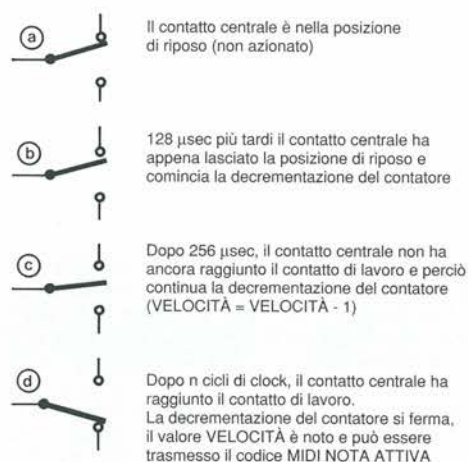 a
Il contatto centrale è nella posizione
di riposo (non azionato)
b
128 µsec più tardi il contatto centrale ha
appena lasciato la posizione di riposo e
comincia la decrementazione del contatore
c
Dopo 256 µsec, il contatto centrale non ha
ancora raggiunto il contatto di lavoro e perciò
continua la decrementazione del contatore
(VELOCITÀ = VELOCITÀ - 1)
d
Dopo n cicli di clock, il contatto centrale ha
raggiunto il contatto di lavoro.
La decrementazione del contatore si ferma,
il valore VELOCITÀ è noto e può essere
trasmesso il codice MIDI NOTA ATTIVA